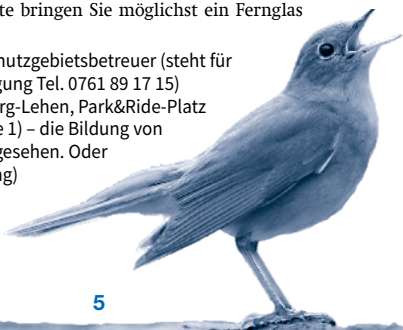 te bringen Sie möglichst ein Fernglas
hutzgebietsbetreuer (steht für
gung Tel. 0761 89 17 15)
rg-Lehen, Park&Ride-Platz
e 1) – die Bildung von
gesehen. Oder
g)
5